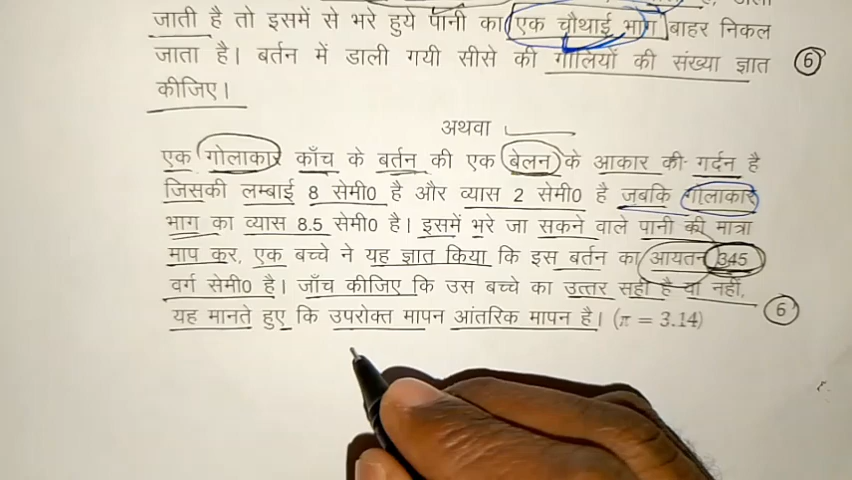 जाती है तो इसमें से भरे हुये पानी का एक चौथाई भाग बाहर निकल
जाता है। बर्तन में डाली गयी सीसे की गोलियों की संख्या ज्ञात
कीजिए।
6
अथवा
एक गोलाकार काँच के बर्तन की एक बेलन के आकार की गर्दन है
जिसकी लम्बाई 8 सेमी0 है और व्यास 2 सेमी0 है जबकि गोलाकार
भाग का व्यास 8.5 सेमी0 है। इसमें भरे जा सकने वाले पानी की मात्रा
माप कर, एक बच्चे ने यह ज्ञात किया कि इस बर्तन का आयतन 345
वर्ग सेमी0 है। जाँच कीजिए कि उस बच्चे का उत्तर सही है या नहीं,
यह मानते हुए कि उपरोक्त मापन आंतरिक मापन है। (π = 3.14)
6